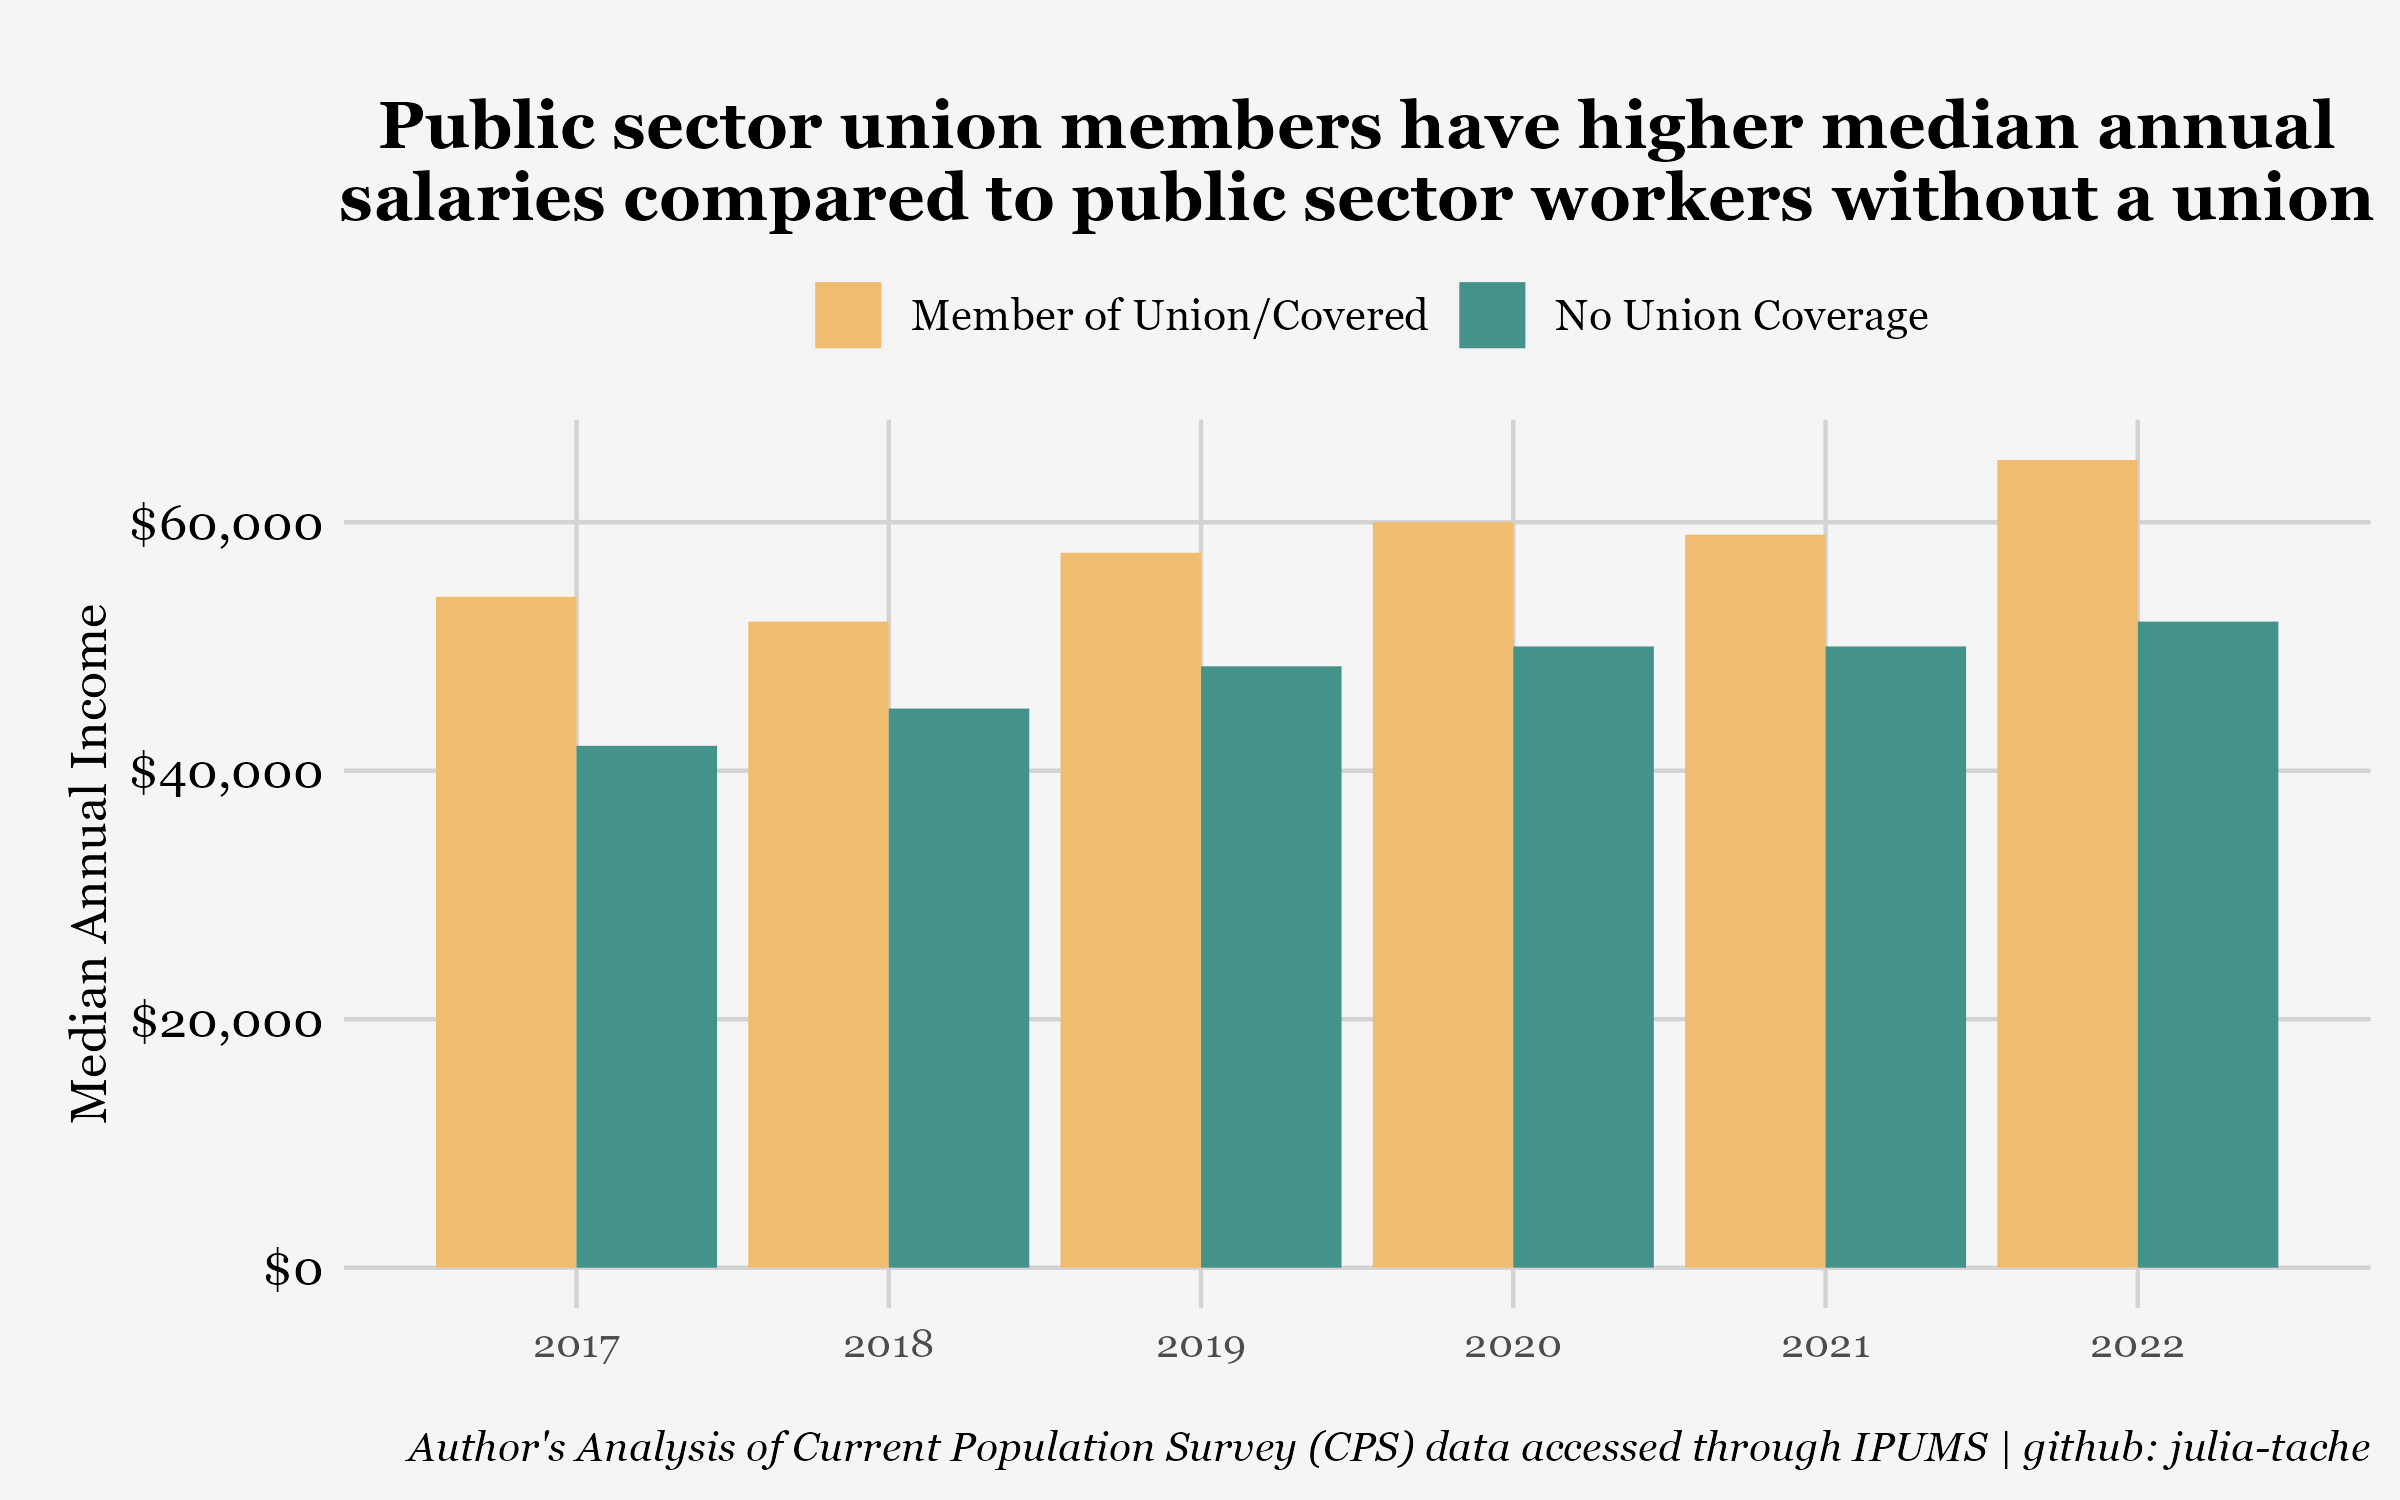 Public sector union members have higher median annual
salaries compared to public sector workers without a union
Member of Union/Covered
No Union Coverage
Median Annual Income
$60,000
$40,000
$20,000
$0
2017
2018
2019
2020
2021
2022
Author's Analysis of Current Population Survey (CPS) data accessed through IPUMS | github: julia-tache